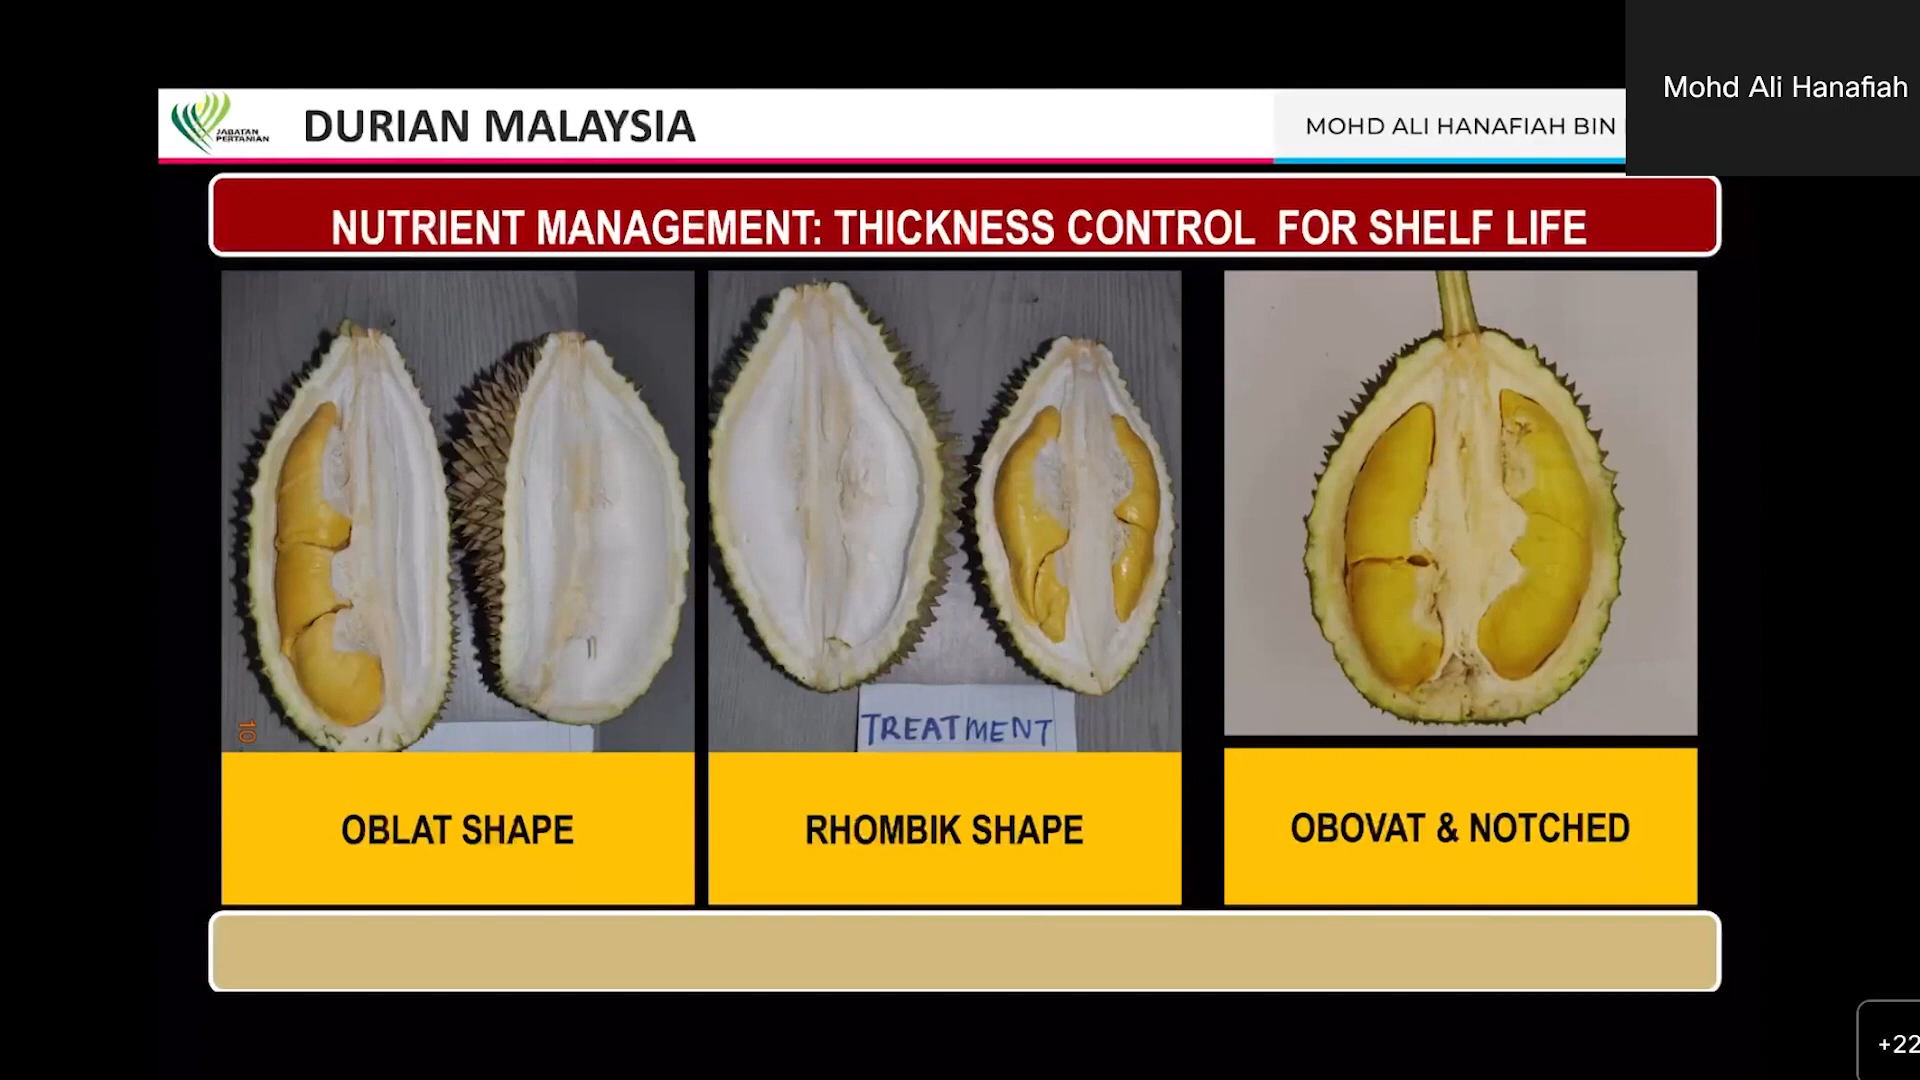 Mohd Ali Hanafiah
JABATAN
PERTANIAN
DURIAN MALAYSIA
MOHD ALI HANAFIAH BIN
NUTRIENT MANAGEMENT: THICKNESS CONTROL FOR SHELF LIFE
10
TREATMENT
OBLAT SHAPE
RHOMBIK SHAPE
OBOVAT & NOTCHED
+22